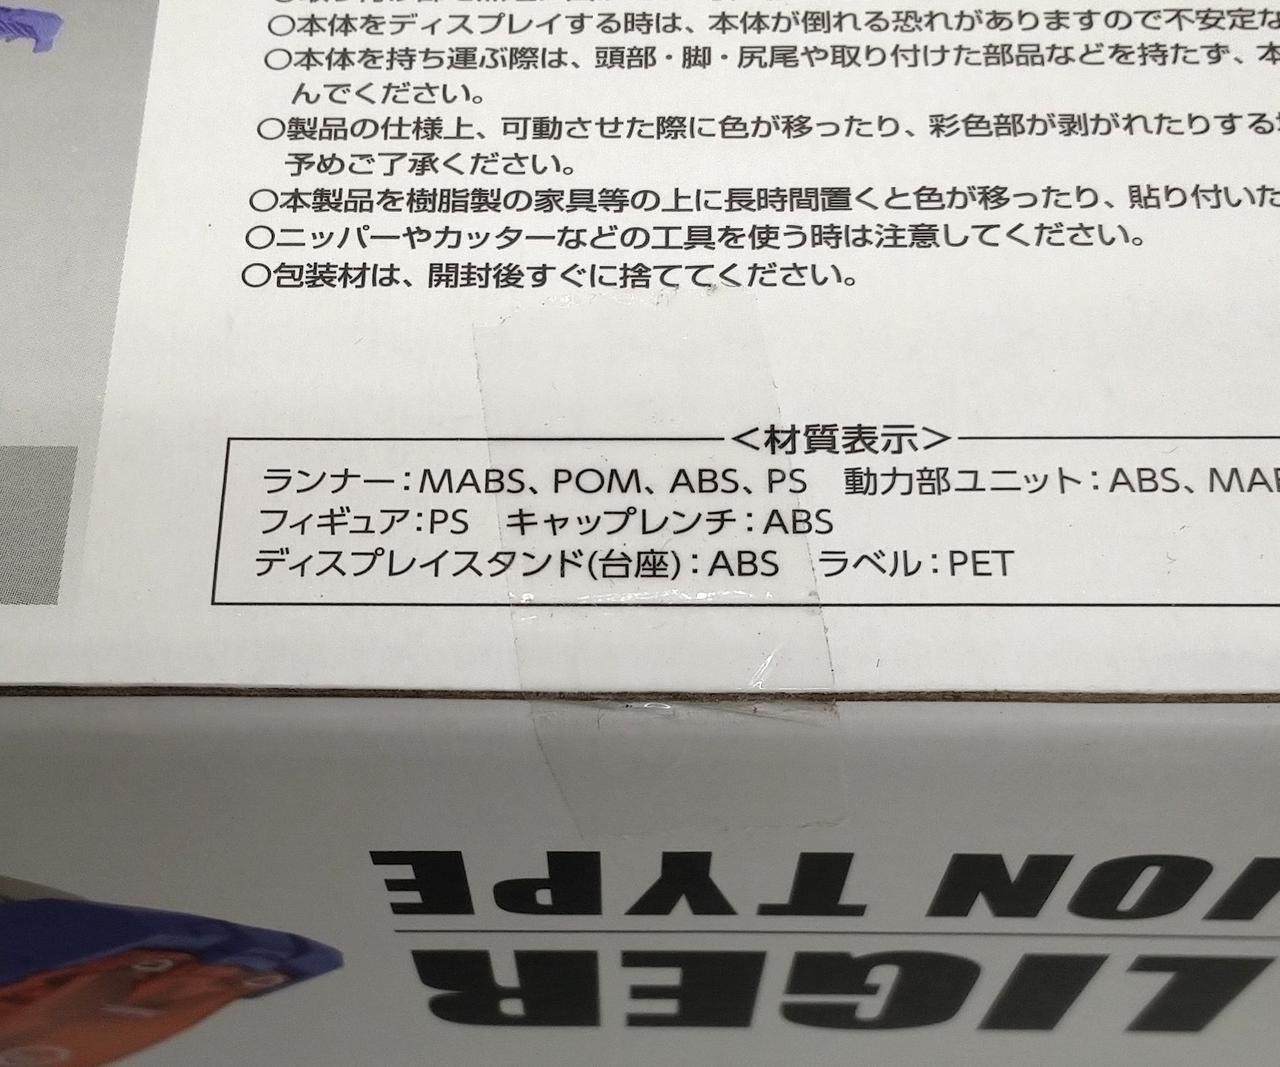 ○本体をディスプレイする時は、本体が倒れる恐れがありますので不安定な
○本体を持ち運ぶ際は、頭部・脚・尻尾や取り付けた部品などを持たず、本
んでください。
○製品の仕様上、可動させた際に色が移ったり、彩色部が剥がれたりする
予めご了承ください。
○本製品を樹脂製の家具等の上に長時間置くと色が移ったり、貼り付いた
○ニッパーやカッターなどの工具を使う時は注意してください。
○包装材は、開封後すぐに捨ててください。
＜材質表示＞
ランナー：MABS、POM、ABS、PS　動力部ユニット：ABS、MAB
フィギュア：PS　キャップレンチ：ABS
ディスプレイスタンド(台座)：ABS　ラベル：PET
LIGER
ION TYPE